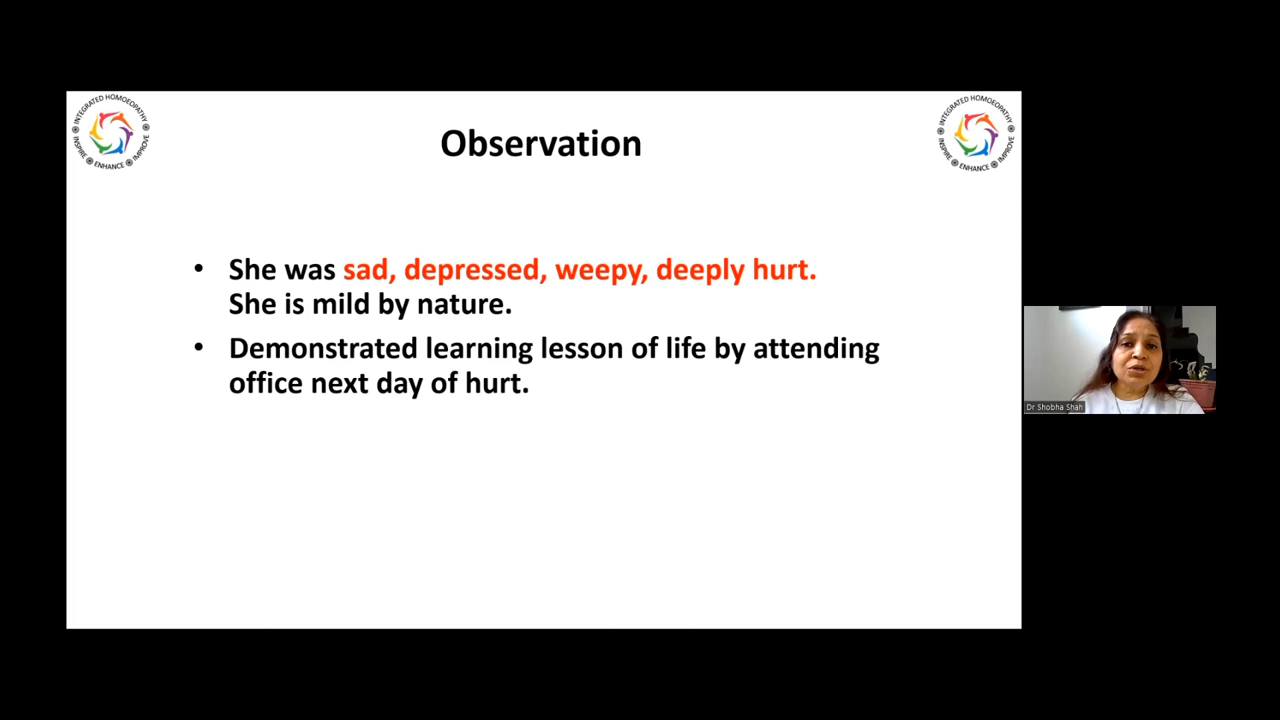 INTEGRATED HOMOEOPATHY
INSPIRE ENHANCE IMPROVE
Observation
INTEGRATED HOMOEOPATHY
INSPIRE ENHANCE IMPROVE
• She was sad, depressed, weepy, deeply hurt.
She is mild by nature.
• Demonstrated learning lesson of life by attending
office next day of hurt.
Dr Shobha Shah